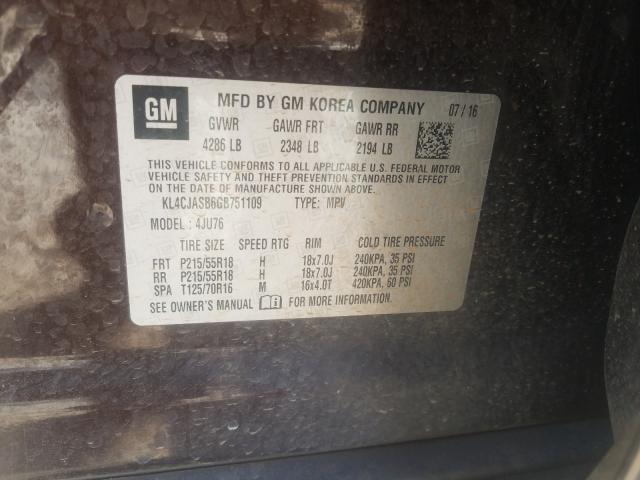 GM MFD BY GM KOREA COMPANY 07/16
GVWR GAWR FRT GAWR RR
4286 LB 2348 LB 2194 LB
THIS VEHICLE CONFORMS TO ALL APPLICABLE U.S. FEDERAL MOTOR
VEHICLE SAFETY AND THEFT PREVENTION STANDARDS IN EFFECT
ON THE DATE OF MANUFACTURE SHOWN ABOVE.
KL4CJASB6GB751109 TYPE: MPV
MODEL: 4JU76
TIRE SIZE SPEED RTG RIM COLD TIRE PRESSURE
FRT P215/55R18 H 18x7.0J 240KPA, 35 PSI
RR P215/55R18 H 18x7.0J 240KPA, 35 PSI
SPA T125/70R16 M 16x4.0T 420KPA, 60 PSI
SEE OWNER'S MANUAL FOR MORE INFORMATION.